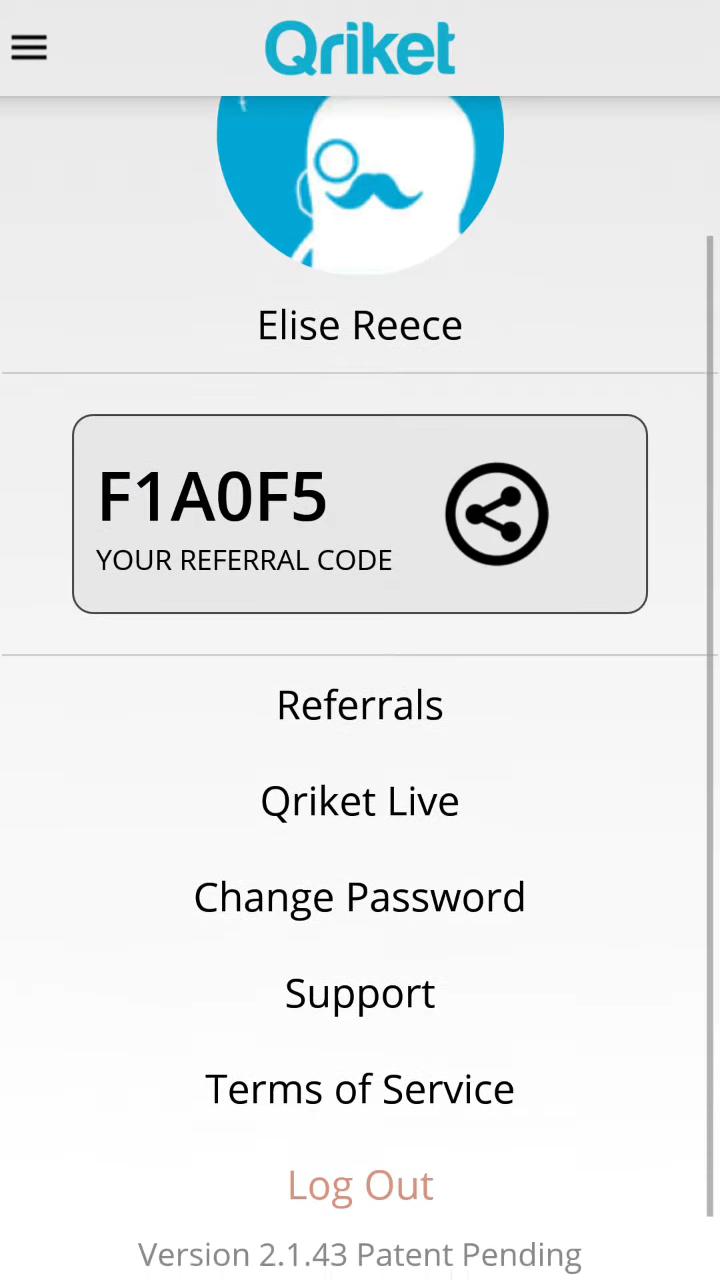 Qriket
Elise Reece
F1A0F5
YOUR REFERRAL CODE
Referrals
Qriket Live
Change Password
Support
Terms of Service
Log Out
Version 2.1.43 Patent Pending